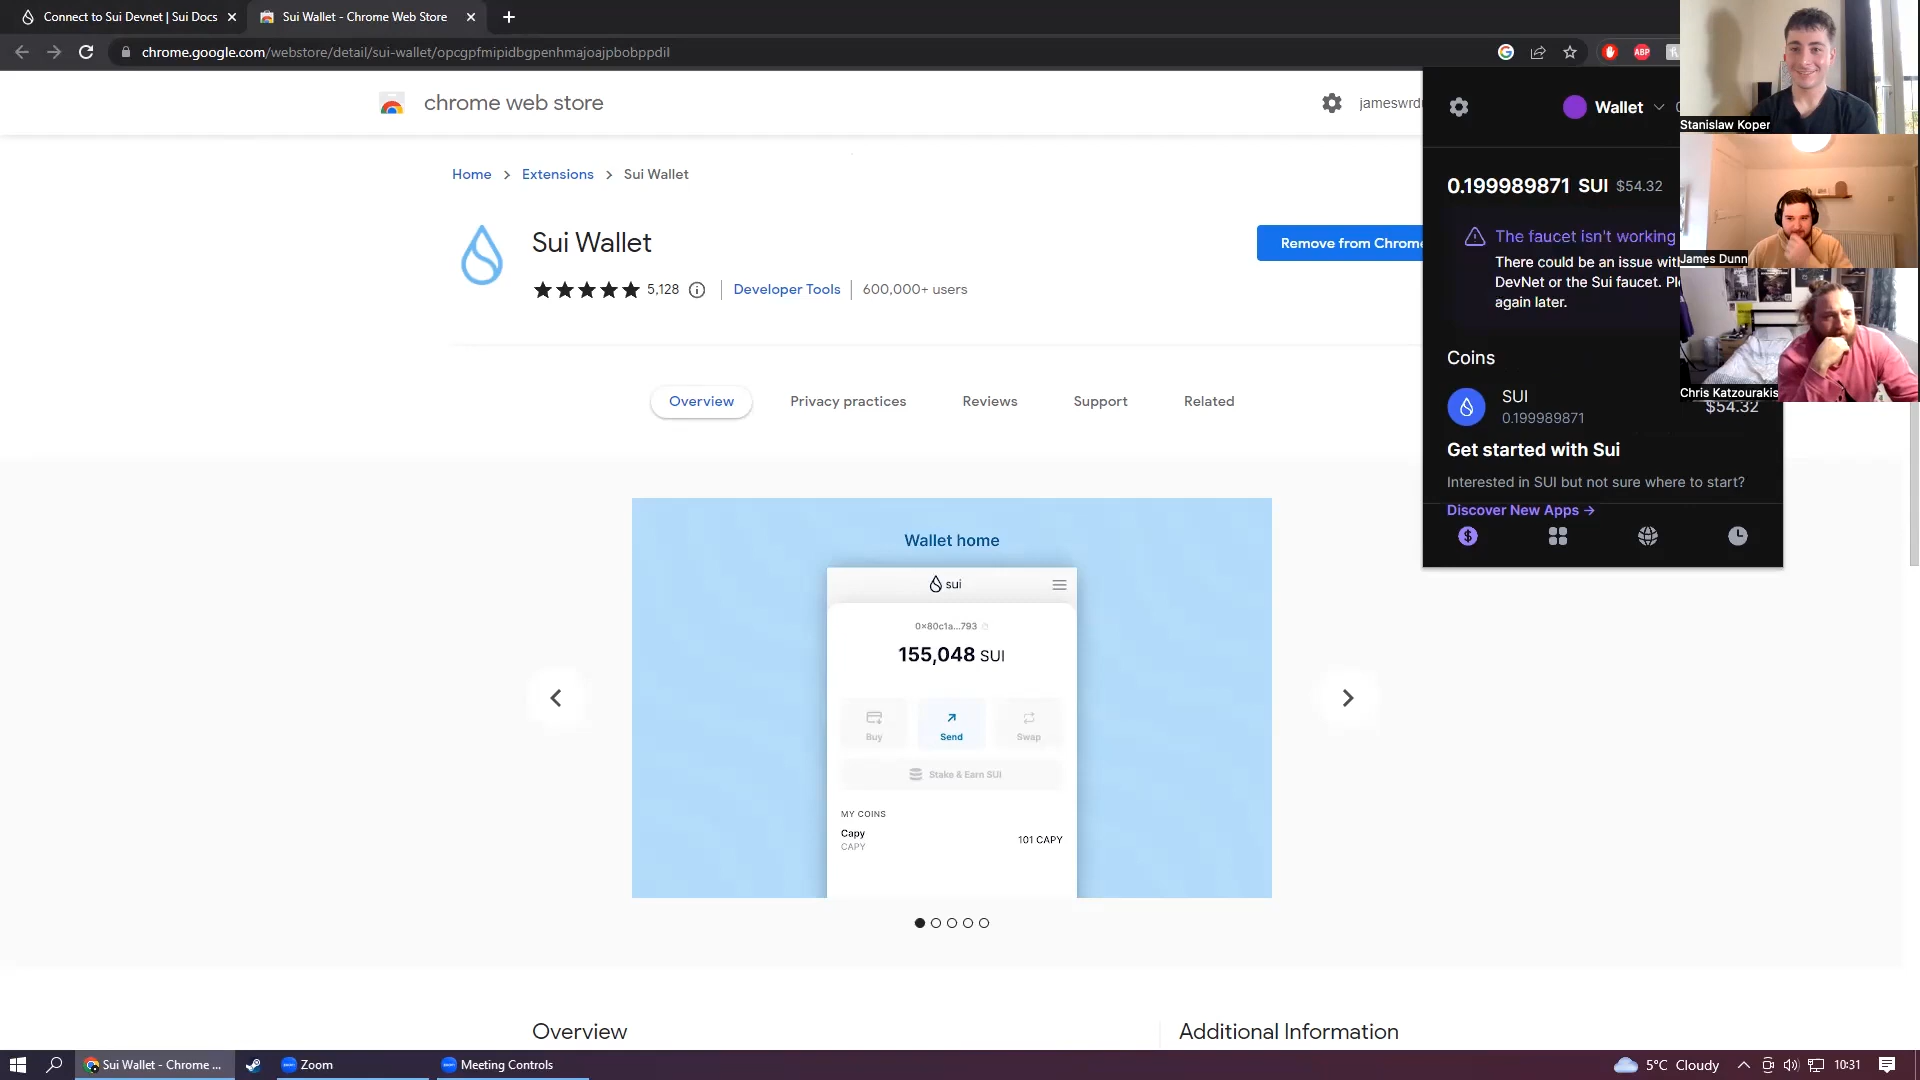 Connect to Sui Devnet | Sui Docs
Sui Wallet - Chrome Web Store
chrome.google.com/webstore/detail/sui-wallet/opcgpfmipidbgpenhmajoajpbobppdil
ABP
chrome web store
jameswrd
Home > Extensions > Sui Wallet
Sui Wallet
5,128
Developer Tools
600,000+ users
Remove from Chrome
Overview
Privacy practices
Reviews
Support
Related
Wallet home
sui
0x80c1a...793
155,048 SUI
Buy
Send
Swap
Stake & Earn SUI
MY COINS
Capy
CAPY
101 CAPY
Overview
Additional Information
Wallet
0.199989871 SUI $54.32
The faucet isn't working
There could be an issue with
DevNet or the Sui faucet.
again later.
Coins
SUI
0.199989871
$54.32
Get started with Sui
Interested in SUI but not sure where to start?
Discover New Apps →
Stanislaw Koper
James Dunn
Chris Katzourakis
Sui Wallet - Chrome ...
Zoom
Meeting Controls
5°C Cloudy
10:31